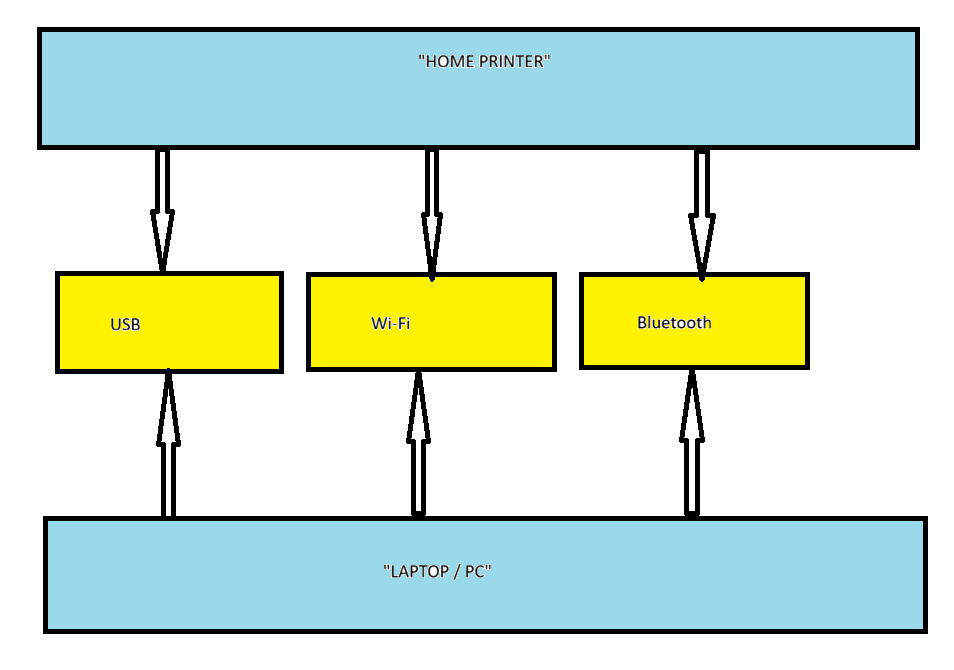 "HOME PRINTER"
USB
Wi-Fi
Bluetooth
"LAPTOP / PC"